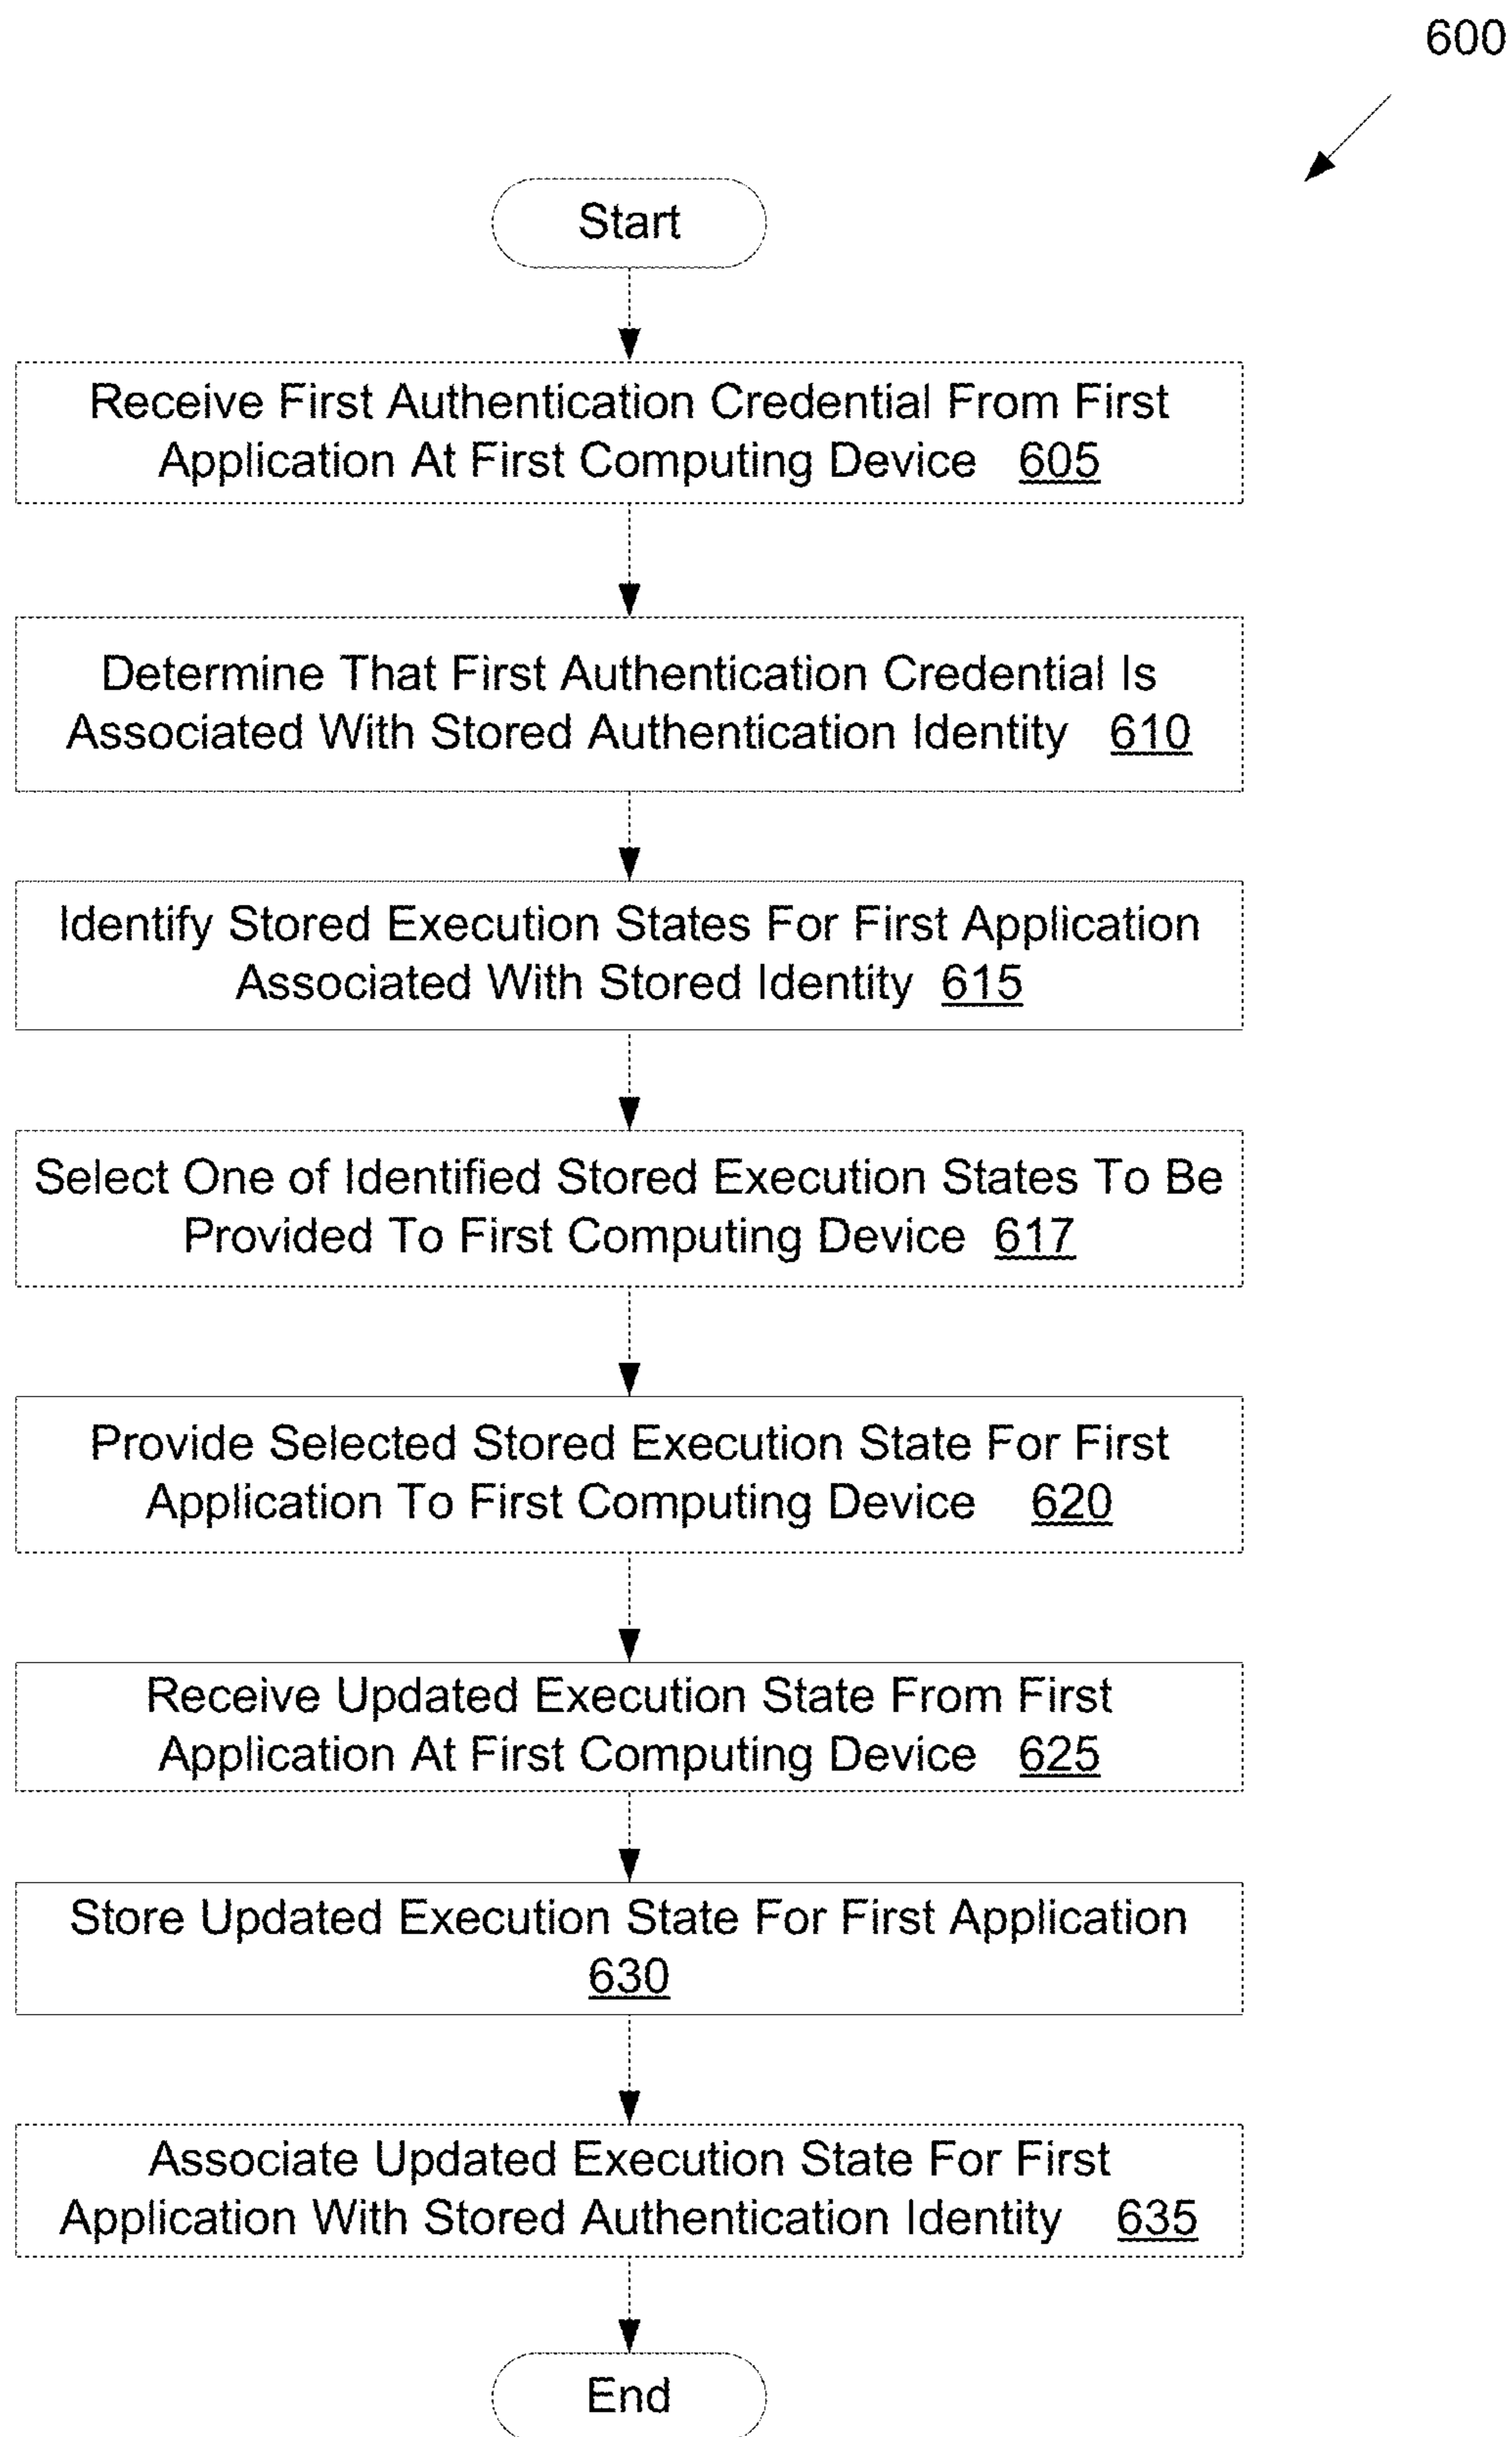 600
Start
Receive First Authentication Credential From First
Application At First Computing Device 605
Determine That First Authentication Credential Is
Associated With Stored Authentication Identity 610
Identify Stored Execution States For First Application
Associated With Stored Identity 615
Select One of Identified Stored Execution States To Be
Provided To First Computing Device 617
Provide Selected Stored Execution State For First
Application To First Computing Device 620
Receive Updated Execution State From First
Application At First Computing Device 625
Store Updated Execution State For First Application
630
Associate Updated Execution State For First
Application With Stored Authentication Identity 635
End